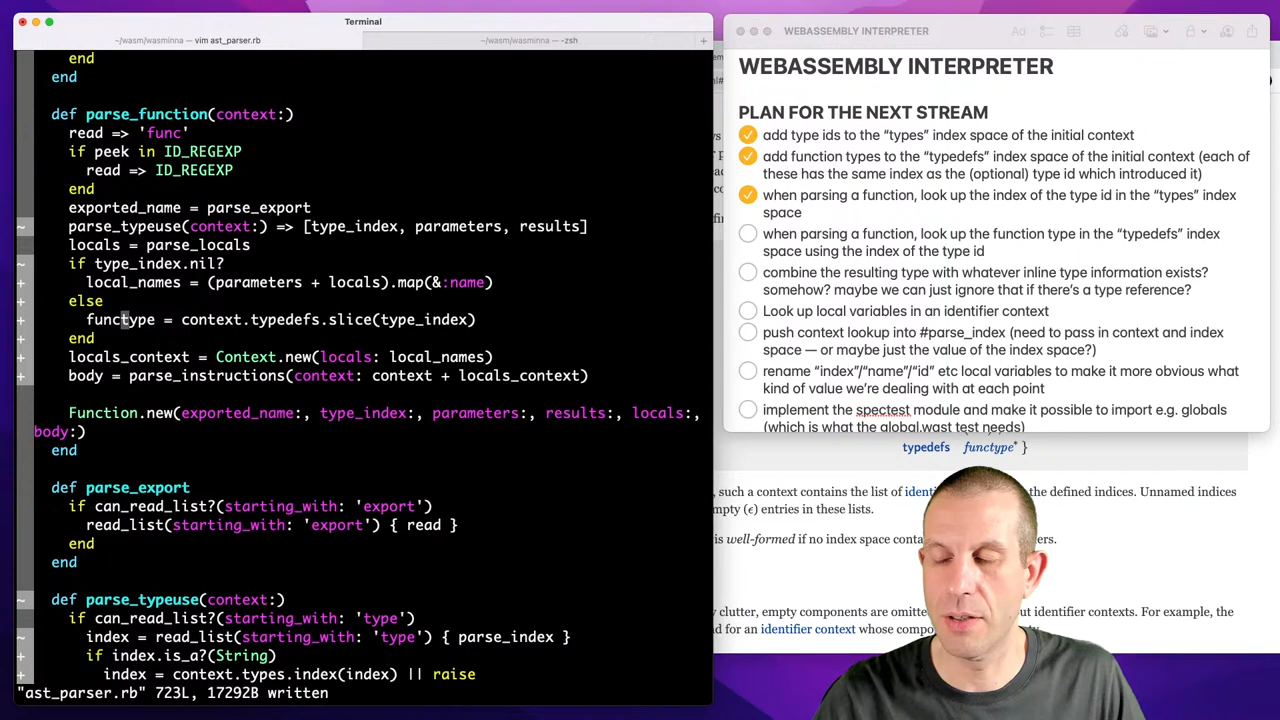 Terminal
~/wasm/wasminna — vim ast_parser.rb
~/wasm/wasminna — -zsh
+
end
end
def parse_function(context:)
read => 'func'
if peek in ID_REGEXP
read => ID_REGEXP
end
exported_name = parse_export
~ parse_typeuse(context:) => [type_index, parameters, results]
locals = parse_locals
~ if type_index.nil?
+ local_names = (parameters + locals).map(&:name)
+ else
+ functype = context.typedefs.slice(type_index)
+ end
+ locals_context = Context.new(locals: local_names)
+ body = parse_instructions(context: context + locals_context)
Function.new(exported_name:, type_index:, parameters:, results:, locals:,
body:)
end
def parse_export
if can_read_list?(starting_with: 'export')
read_list(starting_with: 'export') { read }
end
end
~ def parse_typeuse(context:)
if can_read_list?(starting_with: 'type')
~ index = read_list(starting_with: 'type') { parse_index }
+ if index.is_a?(String)
+ index = context.types.index(index) || raise
"ast_parser.rb" 723L, 17292B written
WEBASSEMBLY INTERPRETER
Aa
WEBASSEMBLY INTERPRETER
PLAN FOR THE NEXT STREAM
add type ids to the “types” index space of the initial context
add function types to the “typedefs” index space of the initial context (each of
these has the same index as the (optional) type id which introduced it)
when parsing a function, look up the index of the type id in the “types” index
space
when parsing a function, look up the function type in the “typedefs” index
space using the index of the type id
combine the resulting type with whatever inline type information exists?
somehow? maybe we can just ignore that if there’s a type reference?
Look up local variables in an identifier context
push context lookup into #parse_index (need to pass in context and index
space — or maybe just the value of the index space?)
rename “index”/“name”/“id” etc local variables to make it more obvious what
kind of value we’re dealing with at each point
implement the spectest module and make it possible to import e.g. globals
(which is what the global.wast test needs)
typedefs functype* }
, such a context contains the list of
the defined indices. Unnamed indices
empty (ϵ) entries in these lists.
is well-formed if no index space
clutter, empty components are
out identifier contexts. For example, the
for an identifier context whose